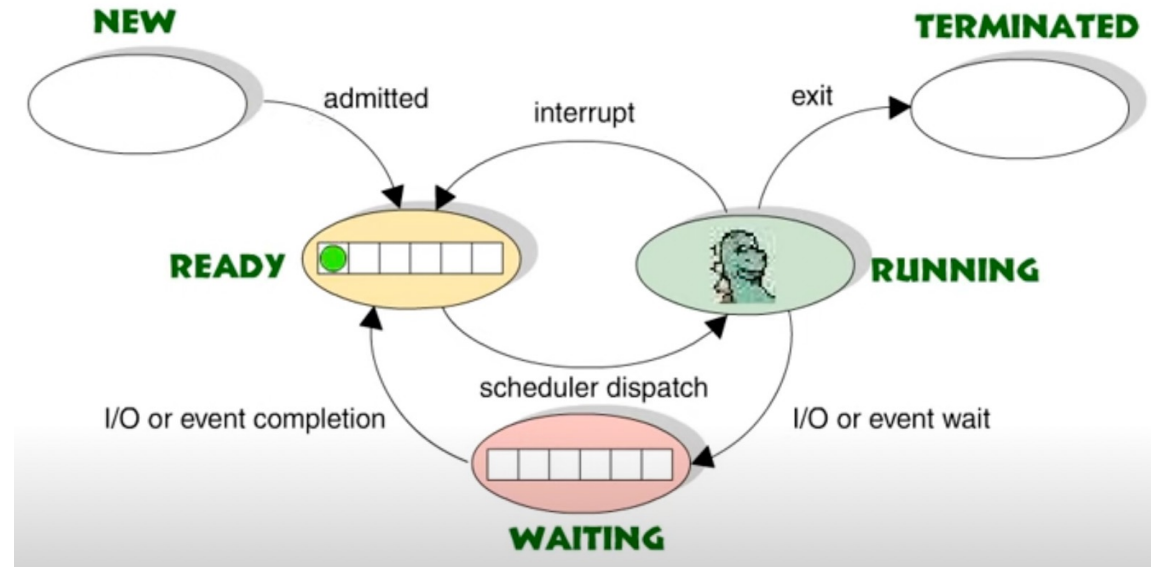 NEW
TERMINATED
admitted
interrupt
exit
READY
RUNNING
scheduler dispatch
I/O or event completion
I/O or event wait
WAITING